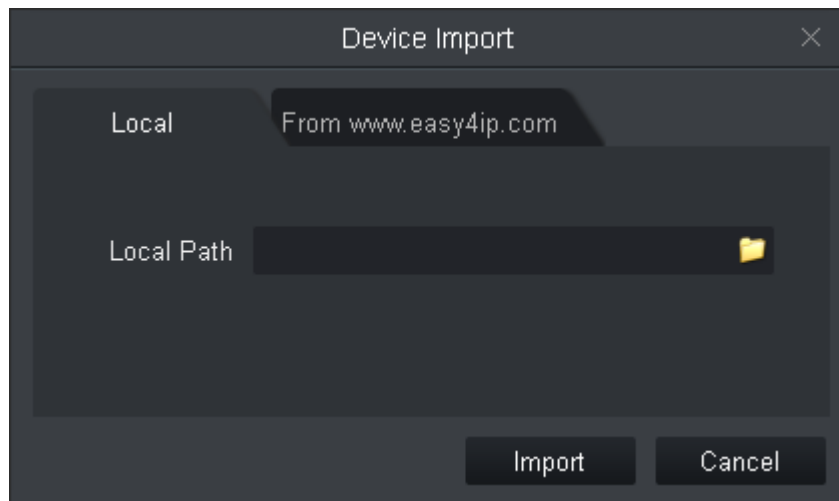 Device Import
Local
From www.easy4ip.com
Local Path
Import
Cancel